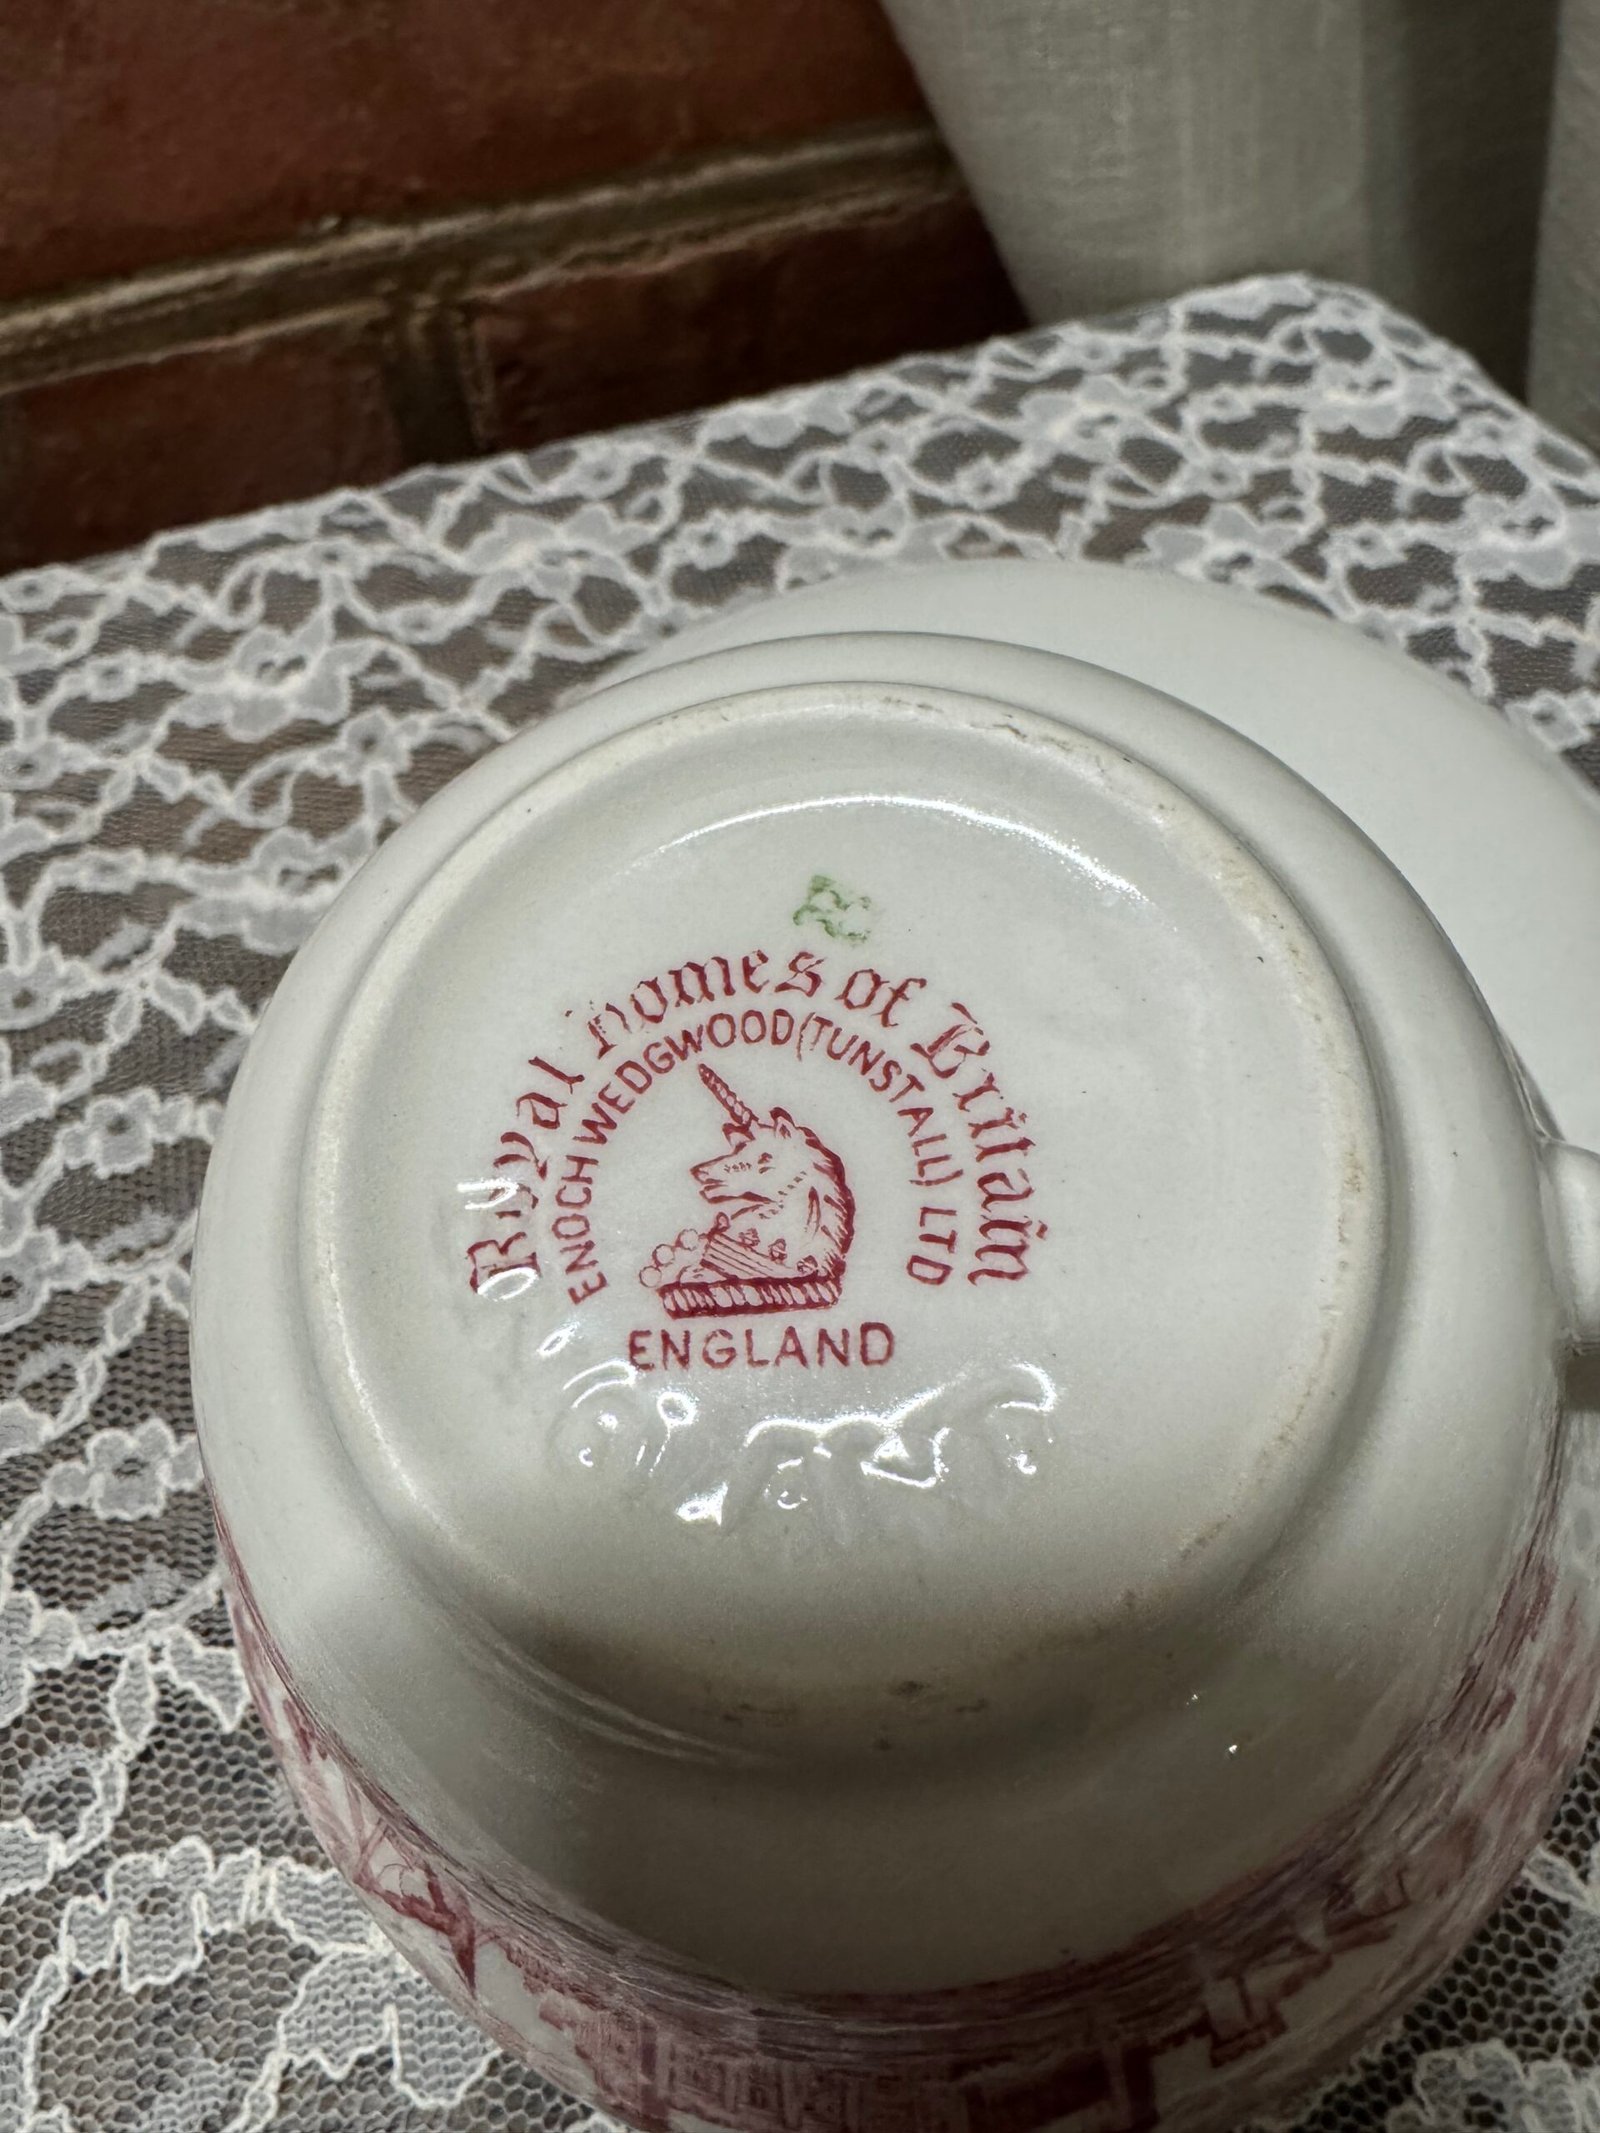 Royal Homes of Britain
ENOCH WEDGWOOD (TUNSTALL) LTD
ENGLAND